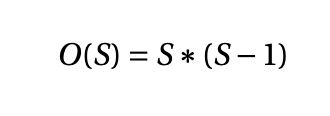 O(S) = S ∗ (S − 1)